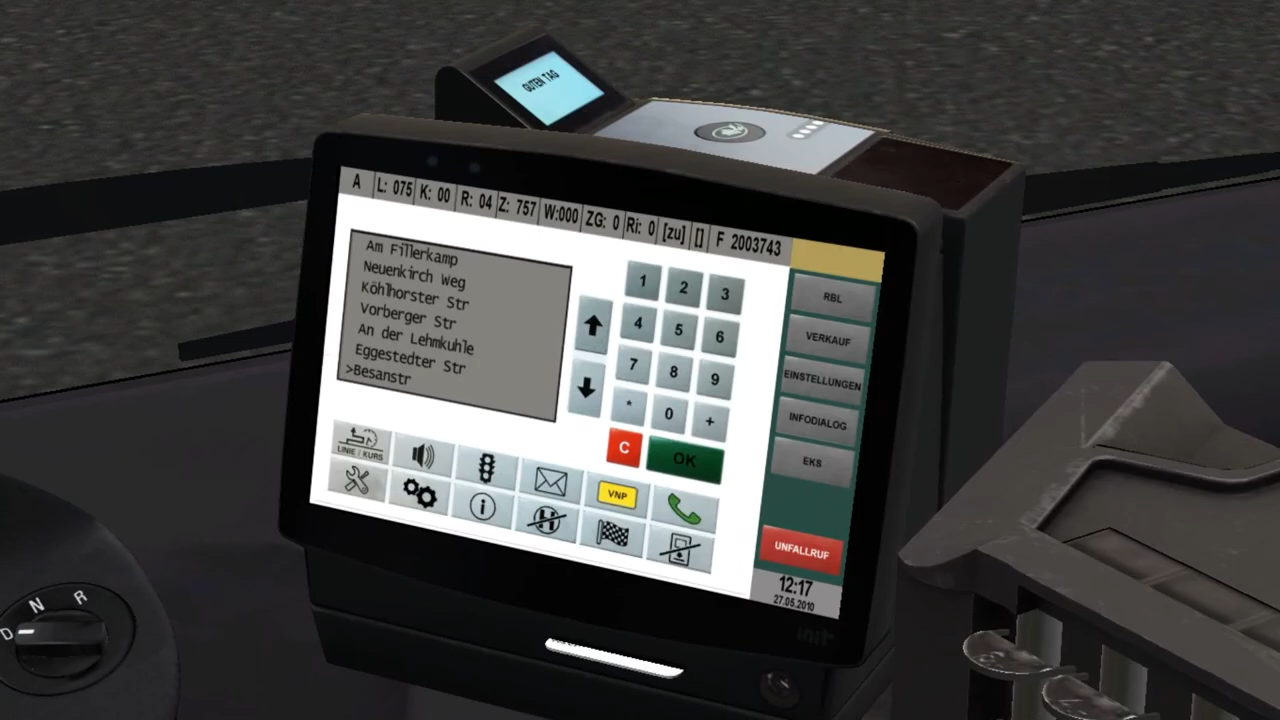 GUTEN TAG
A L: 075 K: 00 R: 04 Z: 757 W:000 ZG: 0 Ri: 0 [zu] [] F 2003743
Am Fillerkamp
Neuenkirch Weg
Köhlhorster Str
Vorberger Str
An der Lehmkuhle
Eggestedter Str
>Besanstr
1 2 3
4 5 6
7 8 9
* 0 +
C OK
RBL
VERKAUF
EINSTELLUNGEN
INFODIALOG
EKS
UNFALLRUF
12:17
27.05.2010
LINIE / KURS
VNP
i
H
init
D N R